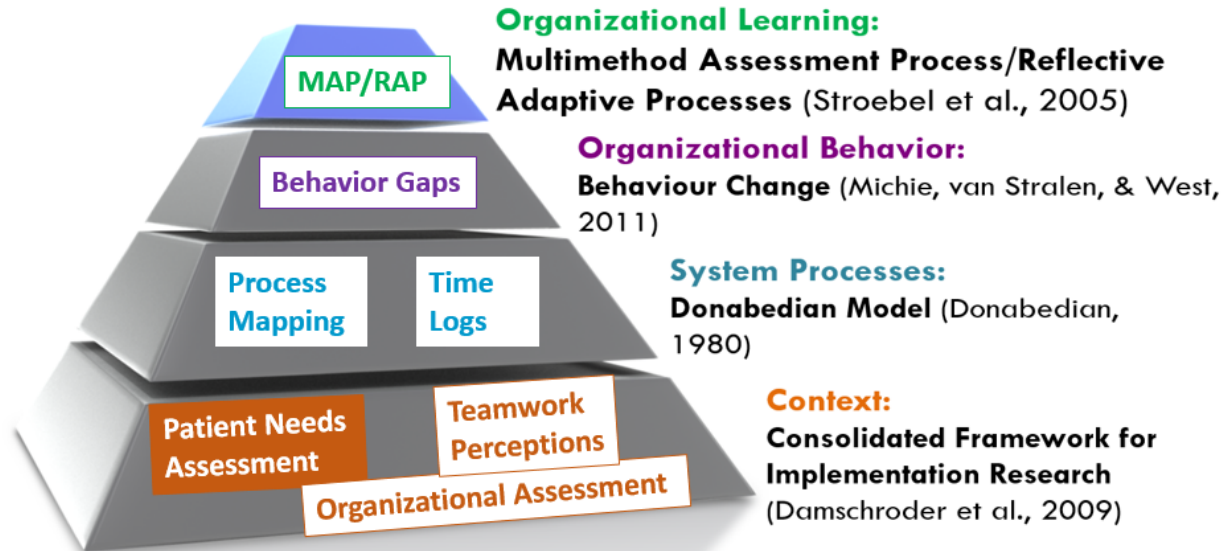 Organizational Learning:
Multimethod Assessment Process/Reflective
Adaptive Processes (Stroebel et al., 2005)
MAP/RAP
Organizational Behavior:
Behaviour Change (Michie, van Stralen, & West,
2011)
Behavior Gaps
System Processes:
Donabedian Model (Donabedian,
1980)
Process
Mapping
Time
Logs
Context:
Consolidated Framework for
Implementation Research
(Damschroder et al., 2009)
Patient Needs
Assessment
Teamwork
Perceptions
Organizational Assessment